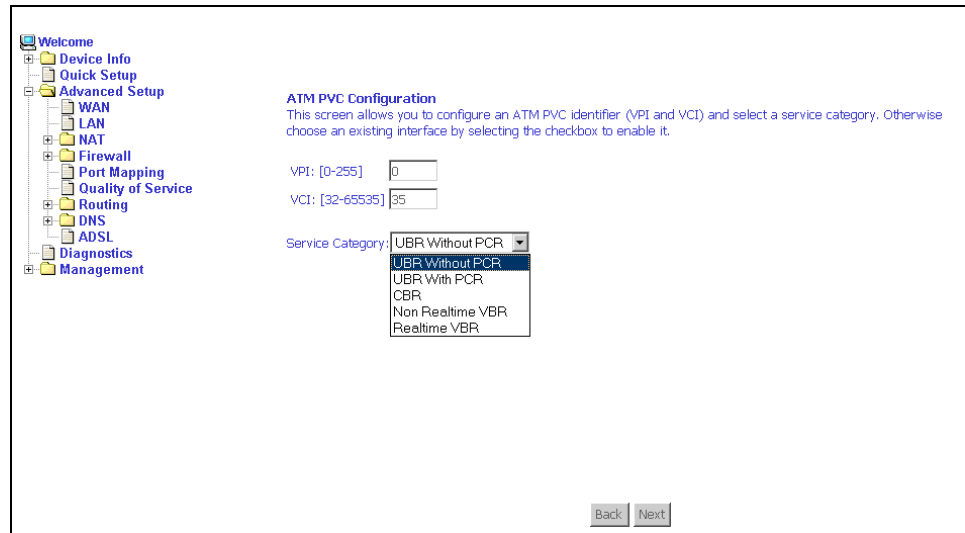 Welcome
Device Info
Quick Setup
Advanced Setup
WAN
LAN
NAT
Firewall
Port Mapping
Quality of Service
Routing
DNS
ADSL
Diagnostics
Management
ATM PVC Configuration
This screen allows you to configure an ATM PVC identifier (VPI and VCI) and select a service category. Otherwise
choose an existing interface by selecting the checkbox to enable it.
VPI: [0-255] 0
VCI: [32-65535] 35
Service Category: UBR Without PCR
UBR Without PCR
UBR With PCR
CBR
Non Realtime VBR
Realtime VBR
Back Next